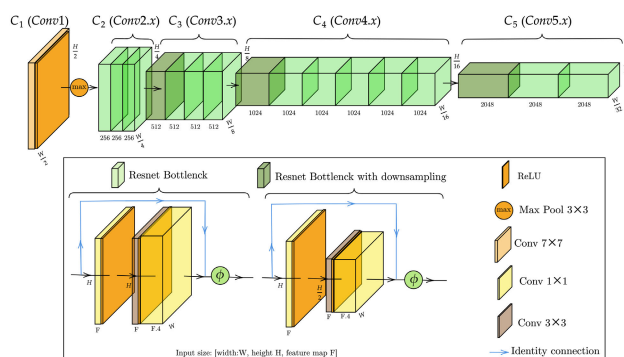 C1 (Conv1)
C2 (Conv2.x)
C3 (Conv3.x)
C4 (Conv4.x)
C5 (Conv5.x)
H/2
H/4
H/8
H/16
max
256 256 256
W/4
512 512 512 512
W/8
1024 1024 1024 1024 1024 1024
W/16
2048 2048 2048
W/32
W/2
Resnet Bottlenck
Resnet Bottlenck with downsampling
ReLU
max
Max Pool 3×3
Conv 7×7
Conv 1×1
Conv 3×3
Identity connection
H
H
ϕ
F
F
F.4
W
H
H/2
ϕ
F
F
F.4
W
Input size: [width:W, height H, feature map F]